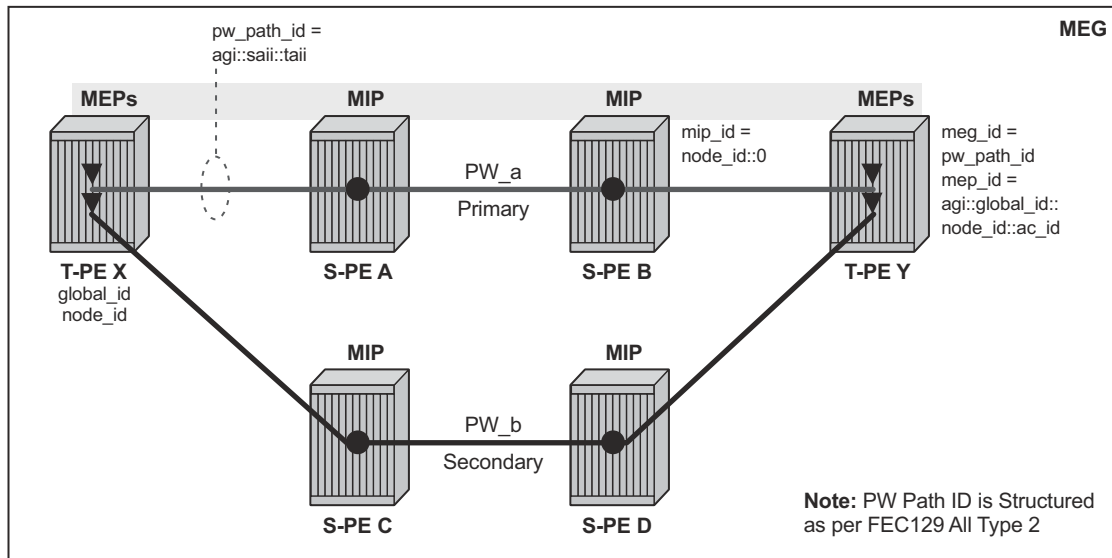 MEG
pw_path_id =
agi::saii::taii
MEPs
MIP
MIP
MEPs
mip_id =
node_id::0
meg_id =
pw_path_id
mep_id =
agi::global_id::
node_id::ac_id
PW_a
Primary
T-PE X
global_id
node_id
S-PE A
S-PE B
T-PE Y
MIP
MIP
PW_b
Secondary
S-PE C
S-PE D
Note: PW Path ID is Structured
as per FEC129 All Type 2